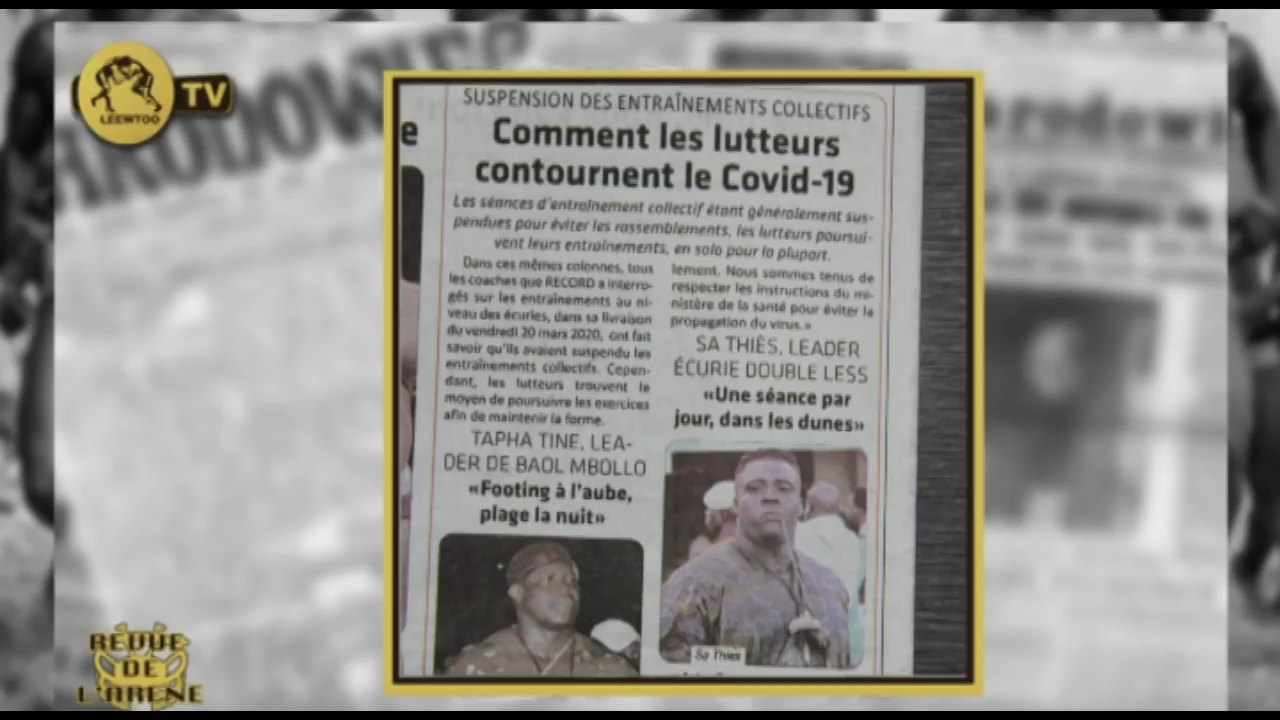 LEEWTOO
TV
SUSPENSION DES ENTRAÎNEMENTS COLLECTIFS
Comment les lutteurs
contournent le Covid-19
Les séances d'entraînement collectif étant généralement sus-
pendues pour éviter les rassemblements, les lutteurs poursui-
vent leurs entraînements, en solo pour la plupart.
Dans ces mêmes colonnes, tous
les coaches que RECORD a interro-
gés sur les entraînements au ni-
veau des écuries, dans sa livraison
du vendredi 20 mars 2020, ont fait
savoir qu'ils avaient suspendu les
entraînements collectifs. Cepen-
dant, les lutteurs trouvent le
moyen de poursuivre les exercices
afin de maintenir la forme.
TAPHA TINE, LEA-
DER DE BAOL MBOLLO
«Footing à l'aube,
plage la nuit»
lement. Nous sommes tenus de
respecter les instructions du mi-
nistère de la santé pour éviter la
propagation du virus.»
SA THIÈS, LEADER
ÉCURIE DOUBLE LESS
«Une séance par
jour, dans les dunes»
Sa Thies
e
REVUE
DE
L'ARENE